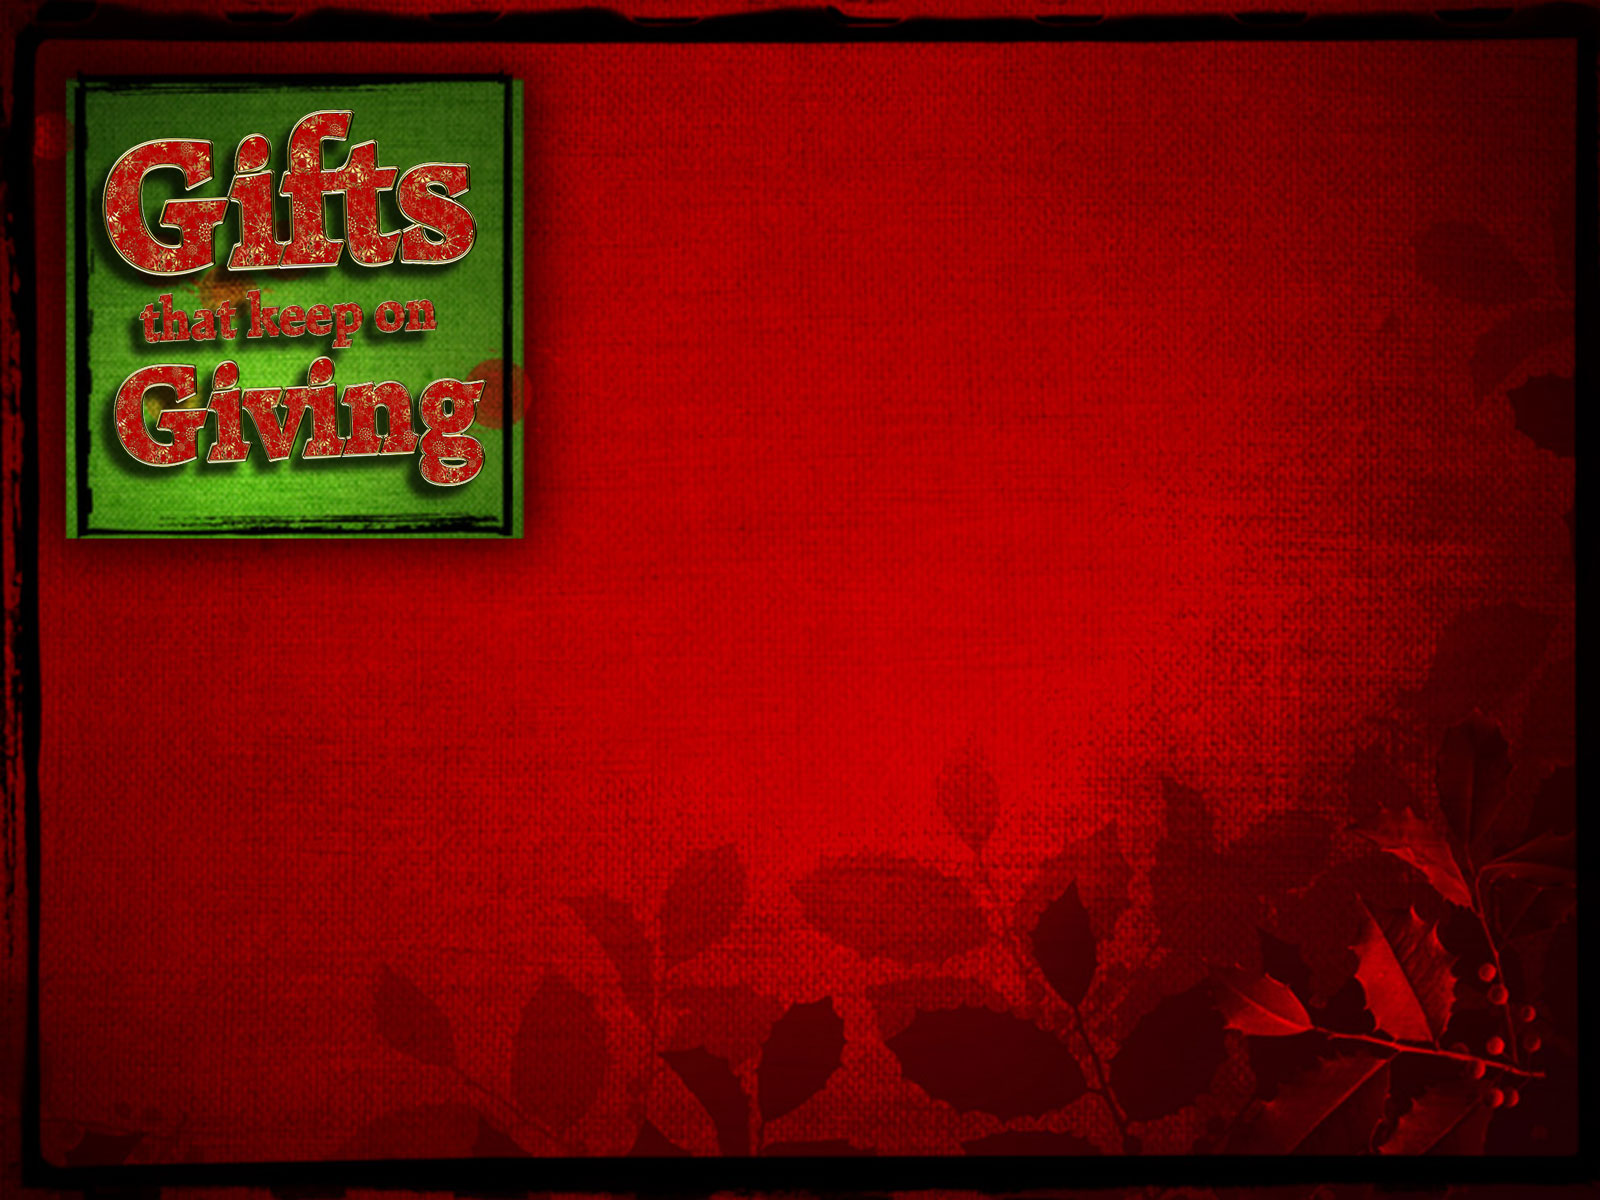 Gifts
that keep on
Giving